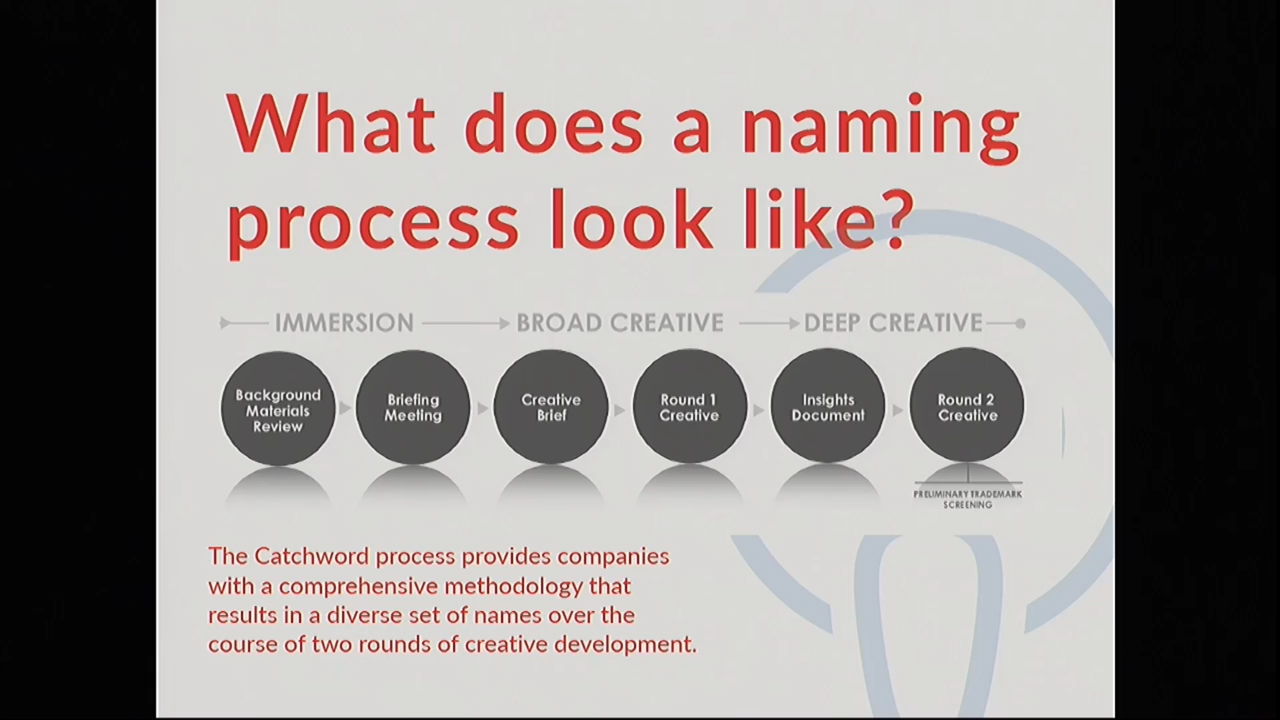 What does a naming
process look like?
IMMERSION
BROAD CREATIVE
DEEP CREATIVE
Background
Materials
Review
Briefing
Meeting
Creative
Brief
Round 1
Creative
Insights
Document
Round 2
Creative
PRELIMINARY TRADEMARK
SCREENING
The Catchword process provides companies
with a comprehensive methodology that
results in a diverse set of names over the
course of two rounds of creative development.